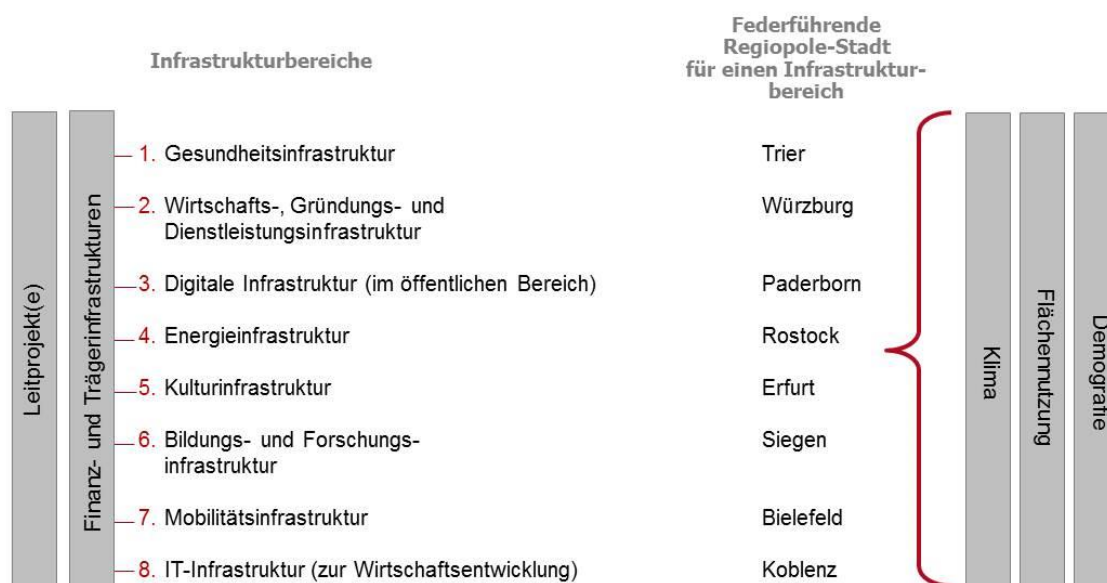 Infrastrukturbereiche
Federführende
Regiopole-Stadt
für einen Infrastruktur-
bereich
Leitprojekt(e)
Finanz- und Trägerinfrastrukturen
1. Gesundheitsinfrastruktur
Trier
2. Wirtschafts-, Gründungs- und
Dienstleistungsinfrastruktur
Würzburg
3. Digitale Infrastruktur (im öffentlichen Bereich)
Paderborn
4. Energieinfrastruktur
Rostock
5. Kulturinfrastruktur
Erfurt
6. Bildungs- und Forschungs-
infrastruktur
Siegen
7. Mobilitätsinfrastruktur
Bielefeld
8. IT-Infrastruktur (zur Wirtschaftsentwicklung)
Koblenz
Klima
Flächennutzung
Demografie